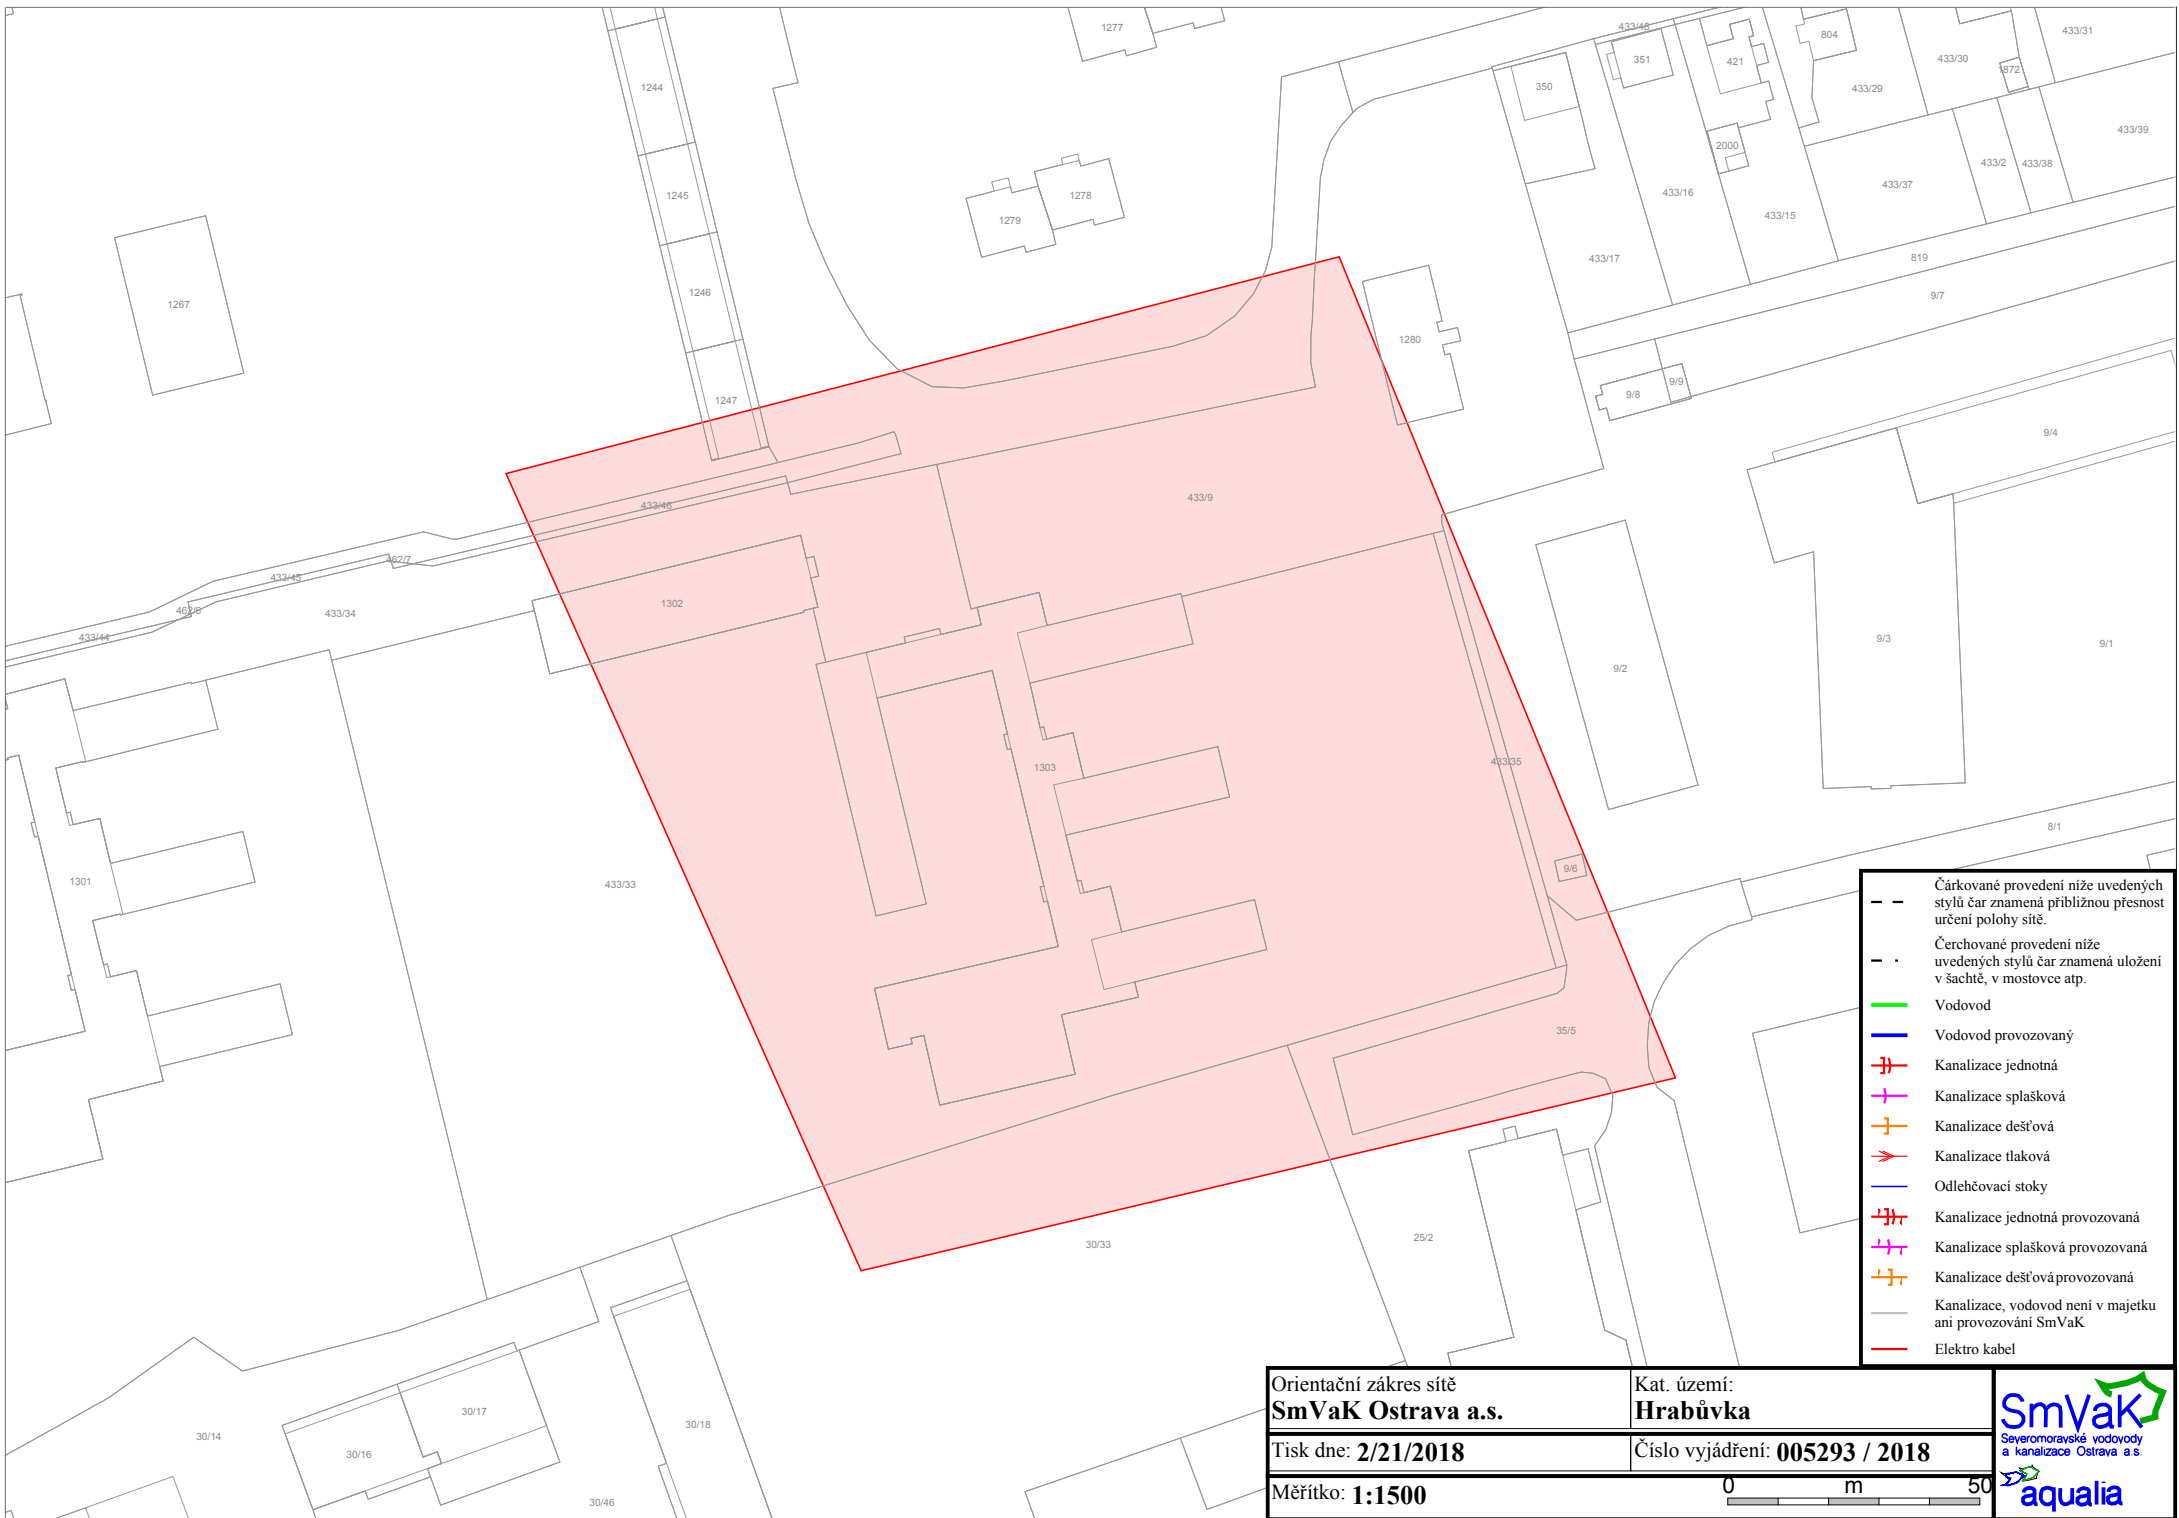 1277
433/48
433/31
351
804
421
433/30
1872
1244
350
433/29
433/39
2000
1245
1278
433/2
433/38
433/16
433/37
1279
433/15
433/17
819
1246
9/7
1267
1280
1247
9/8
9/9
9/4
433/9
433/46
462/7
433/45
462/6
433/34
1302
433/44
9/3
9/1
9/2
1303
433/35
8/1
9/6
1301
433/33
35/5
30/33
25/2
30/17
30/18
30/14
30/16
30/46
Čárkované provedení níže uvedených
stylů čar znamená přibližnou přesnost
určení polohy sítě.
Čerchované provedení níže
uvedených stylů čar znamená uložení
v šachtě, v mostovce atp.
Vodovod
Vodovod provozovaný
Kanalizace jednotná
Kanalizace splašková
Kanalizace dešťová
Kanalizace tlaková
Odlehčovací stoky
Kanalizace jednotná provozovaná
Kanalizace splašková provozovaná
Kanalizace dešťová provozovaná
Kanalizace, vodovod není v majetku
ani provozování SmVaK
Elektro kabel
Orientační zákres sítě
SmVaK Ostrava a.s.
Kat. území:
Hrabůvka
Tisk dne: 2/21/2018
Číslo vyjádření: 005293 / 2018
Měřítko: 1:1500
0 m 50
SmVaK
Severomoravské vodovody
a kanalizace Ostrava a.s.
aqualia